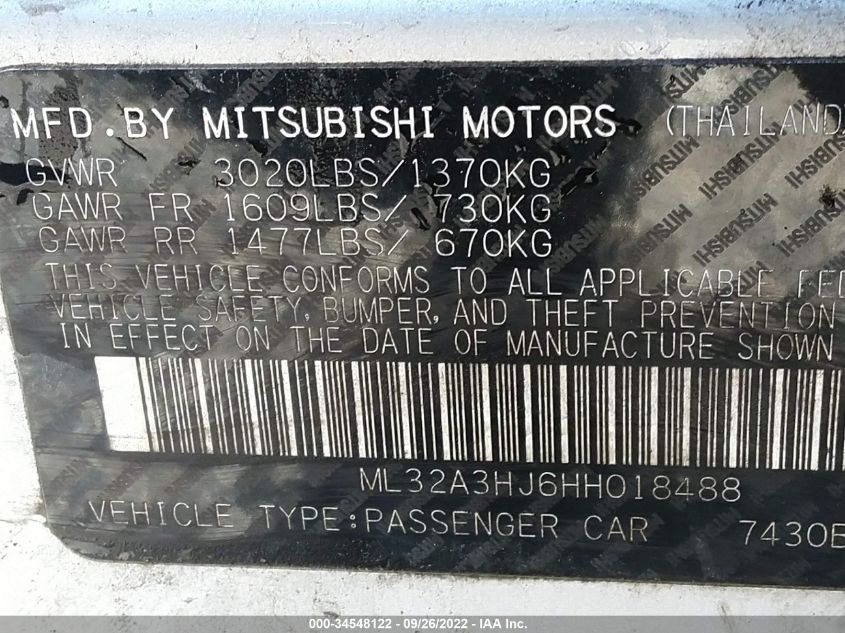 MFD.BY MITSUBISHI MOTORS (THAILAND)
GVWR 3020LBS/1370KG
GAWR FR 1609LBS/ 730KG
GAWR RR 1477LBS/ 670KG
THIS VEHICLE CONFORMS TO ALL APPLICABLE FED
VEHICLE SAFETY, BUMPER, AND THEFT PREVENTION
IN EFFECT ON THE DATE OF MANUFACTURE SHOWN
ML32A3HJ6HH018488
VEHICLE TYPE:PASSENGER CAR 7430B
000-34548122 - 09/26/2022 - IAA Inc.